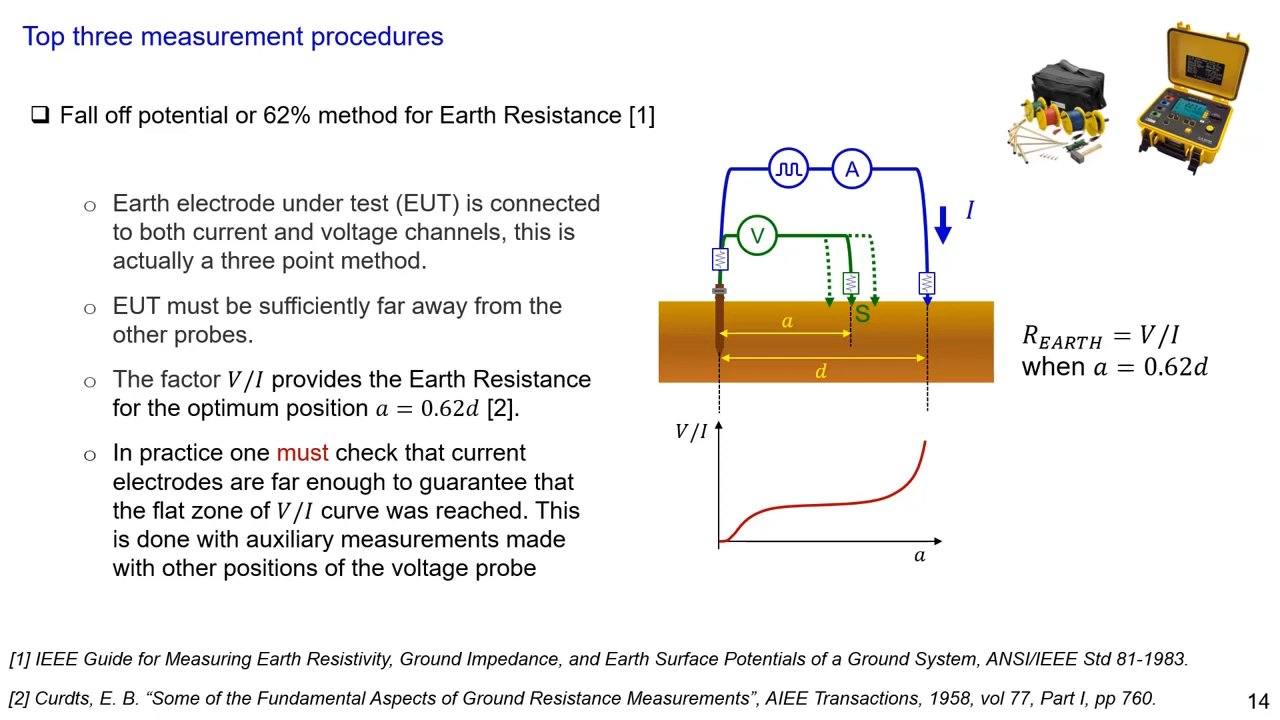 Top three measurement procedures
❑ Fall off potential or 62% method for Earth Resistance [1]
○ Earth electrode under test (EUT) is connected
to both current and voltage channels, this is
actually a three point method.
○ EUT must be sufficiently far away from the
other probes.
○ The factor V/I provides the Earth Resistance
for the optimum position a = 0.62d [2].
○ In practice one must check that current
electrodes are far enough to guarantee that
the flat zone of V/I curve was reached. This
is done with auxiliary measurements made
with other positions of the voltage probe
A
I
V
S
a
d
R_EARTH = V/I
when a = 0.62d
V/I
a
[1] IEEE Guide for Measuring Earth Resistivity, Ground Impedance, and Earth Surface Potentials of a Ground System, ANSI/IEEE Std 81-1983.
[2] Curdts, E. B. “Some of the Fundamental Aspects of Ground Resistance Measurements”, AIEE Transactions, 1958, vol 77, Part I, pp 760.
14